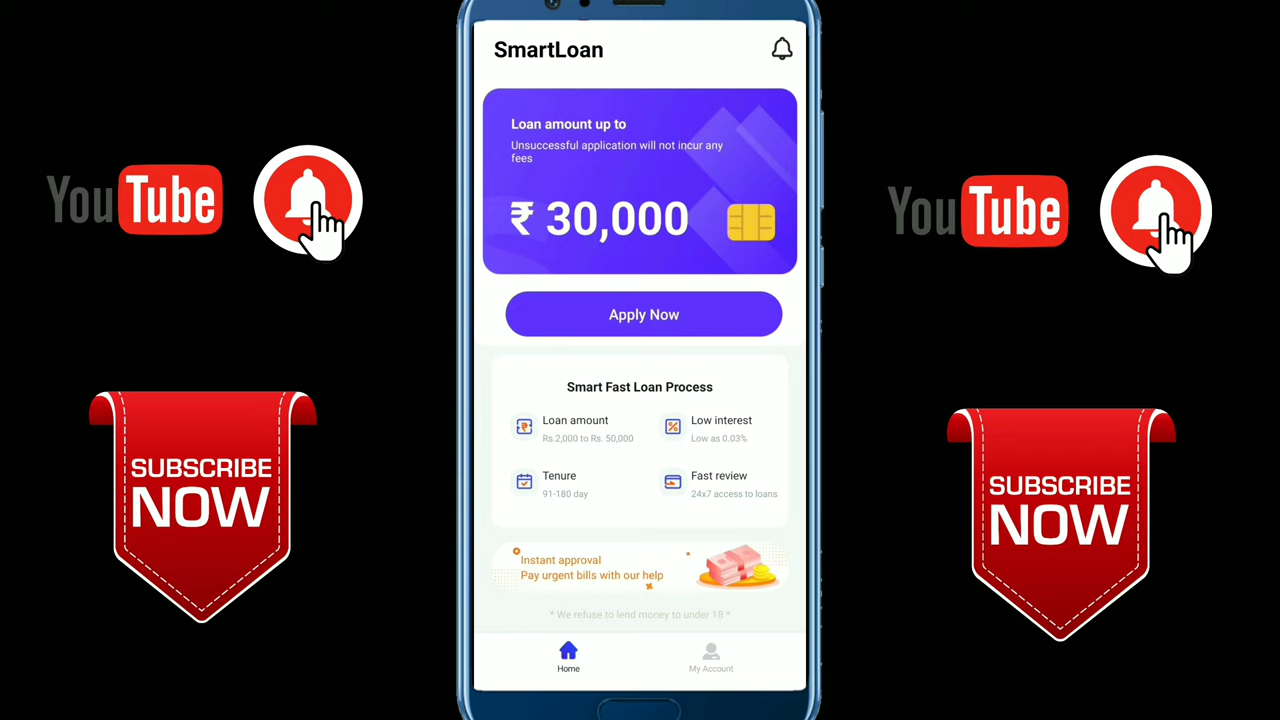 SmartLoan
Loan amount up to
Unsuccessful application will not incur any
fees
₹ 30,000
Apply Now
Smart Fast Loan Process
Loan amount
Rs.2,000 to Rs. 50,000
Low interest
Low as 0.03%
Tenure
91-180 day
Fast review
24x7 access to loans
Instant approval
Pay urgent bills with our help
* We refuse to lend money to under 18 *
Home
My Account
YouTube
SUBSCRIBE
NOW
YouTube
SUBSCRIBE
NOW